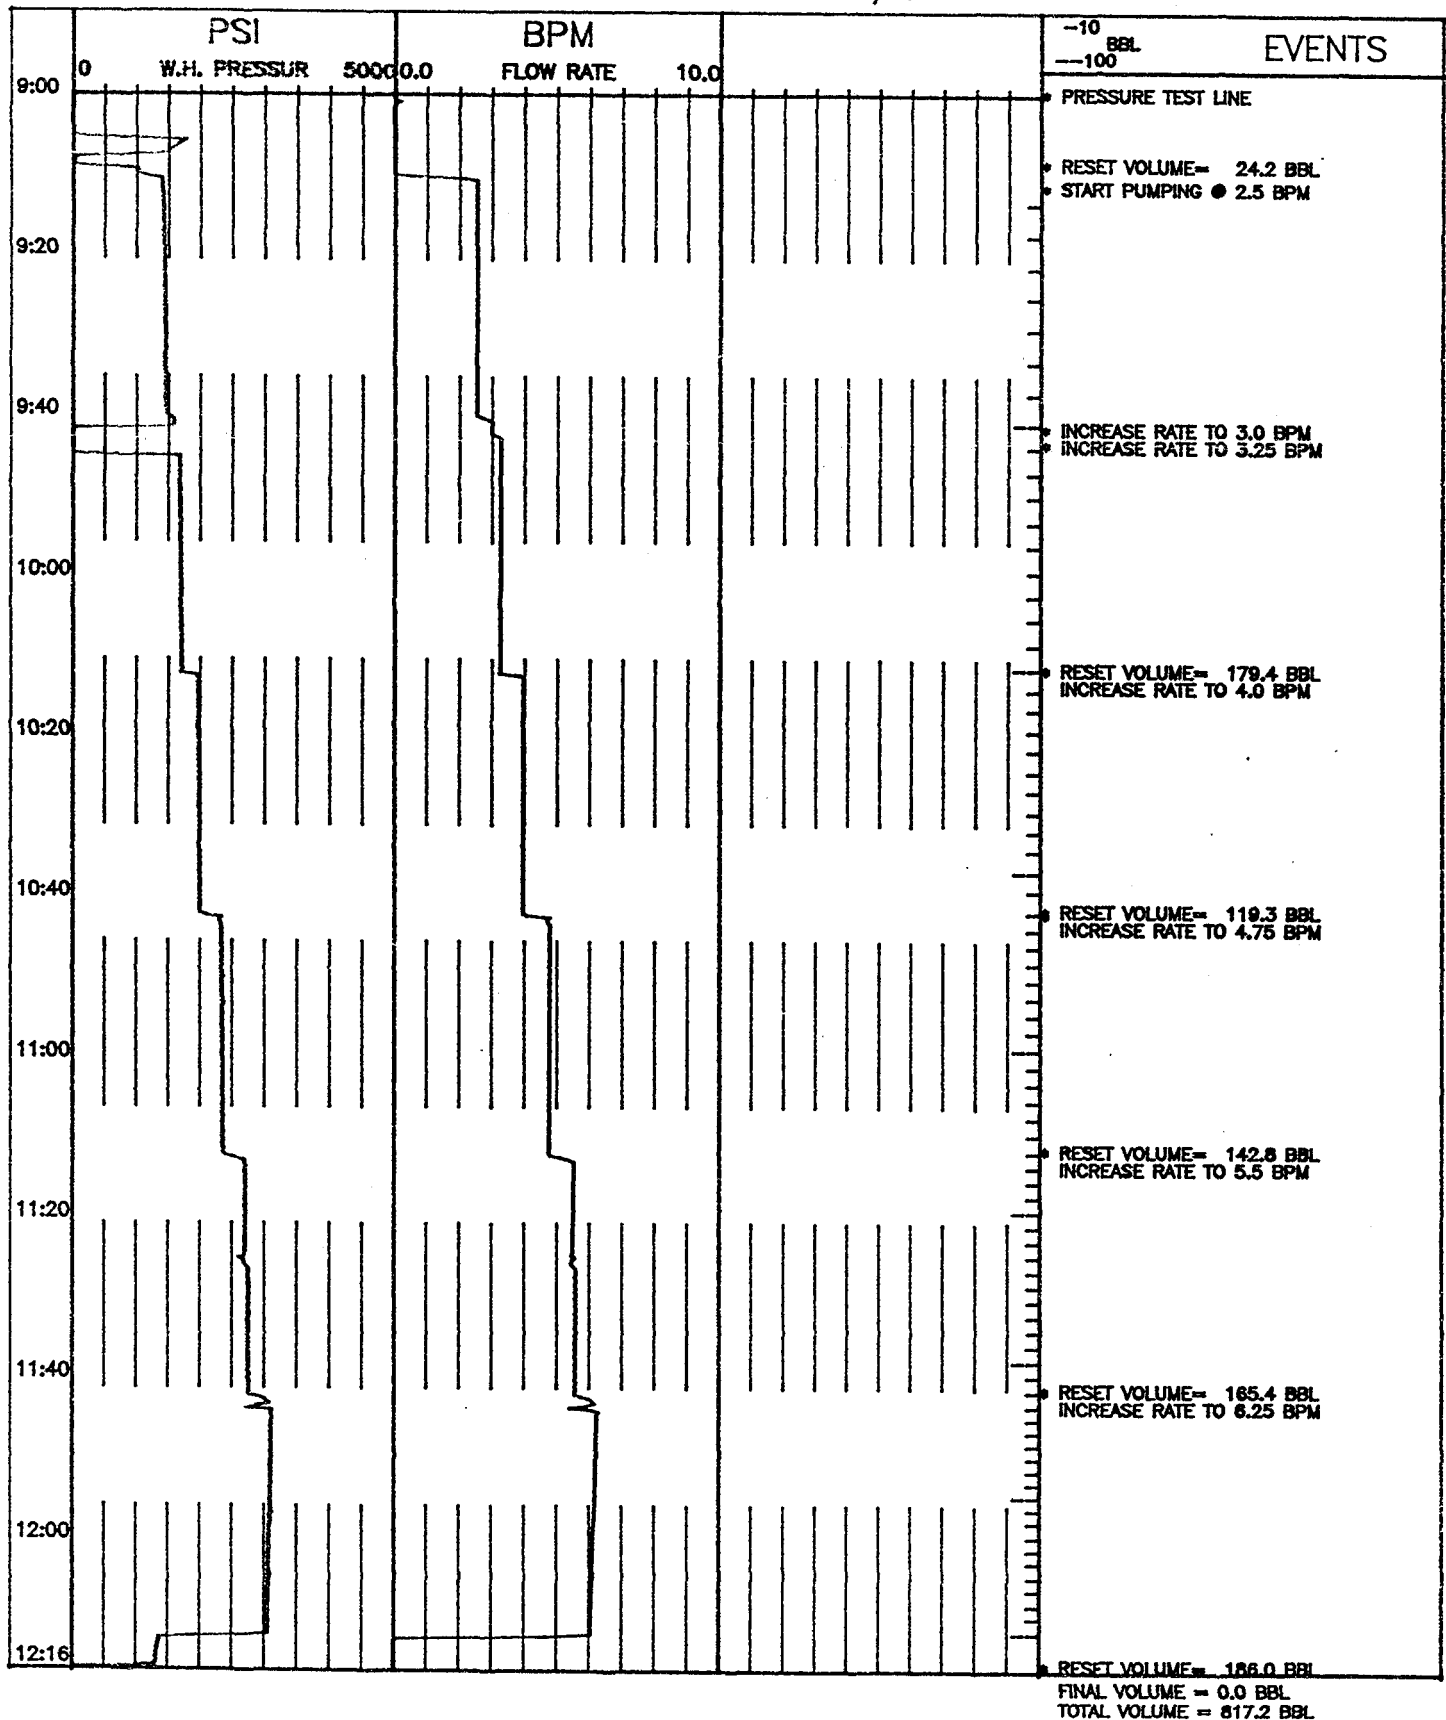 PSI BPM EVENTS
-10
BBL
--100
0 W.H. PRESSUR 5000 0.0 FLOW RATE 10.0
9:00
PRESSURE TEST LINE
RESET VOLUME= 24.2 BBL
START PUMPING @ 2.5 BPM
9:20
9:40
INCREASE RATE TO 3.0 BPM
INCREASE RATE TO 3.25 BPM
10:00
RESET VOLUME= 179.4 BBL
INCREASE RATE TO 4.0 BPM
10:20
10:40
RESET VOLUME= 119.3 BBL
INCREASE RATE TO 4.75 BPM
11:00
RESET VOLUME= 142.8 BBL
INCREASE RATE TO 5.5 BPM
11:20
11:40
RESET VOLUME= 165.4 BBL
INCREASE RATE TO 6.25 BPM
12:00
12:16
RESET VOLUME= 186.0 BBL
FINAL VOLUME = 0.0 BBL
TOTAL VOLUME = 817.2 BBL